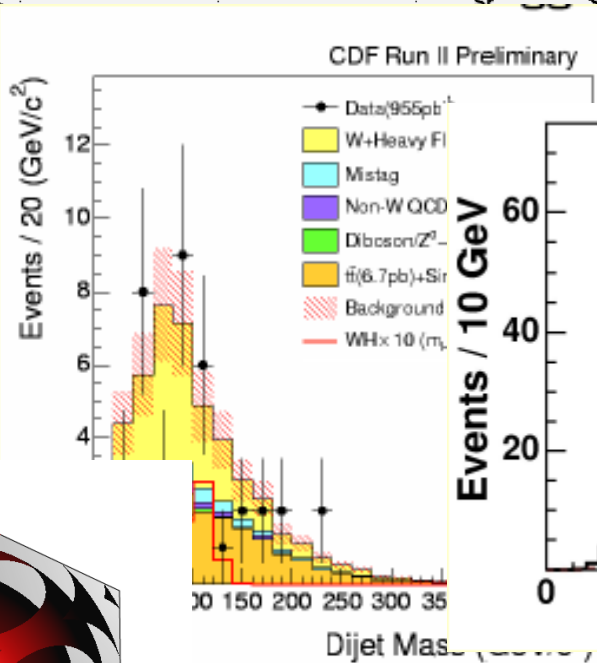 CDF Run II Preliminary
Events / 20 (GeV/c²)
Data(955pb
W+Heavy Fl
Mistag
Non-W QCD
Diboson/Z⁰
tt̄(6.7pb)+Sin
Background
WH×10 (m
12
10
8
6
4
150 200 250 300 35
Dijet Mass
Events / 10 GeV
60
40
20
0